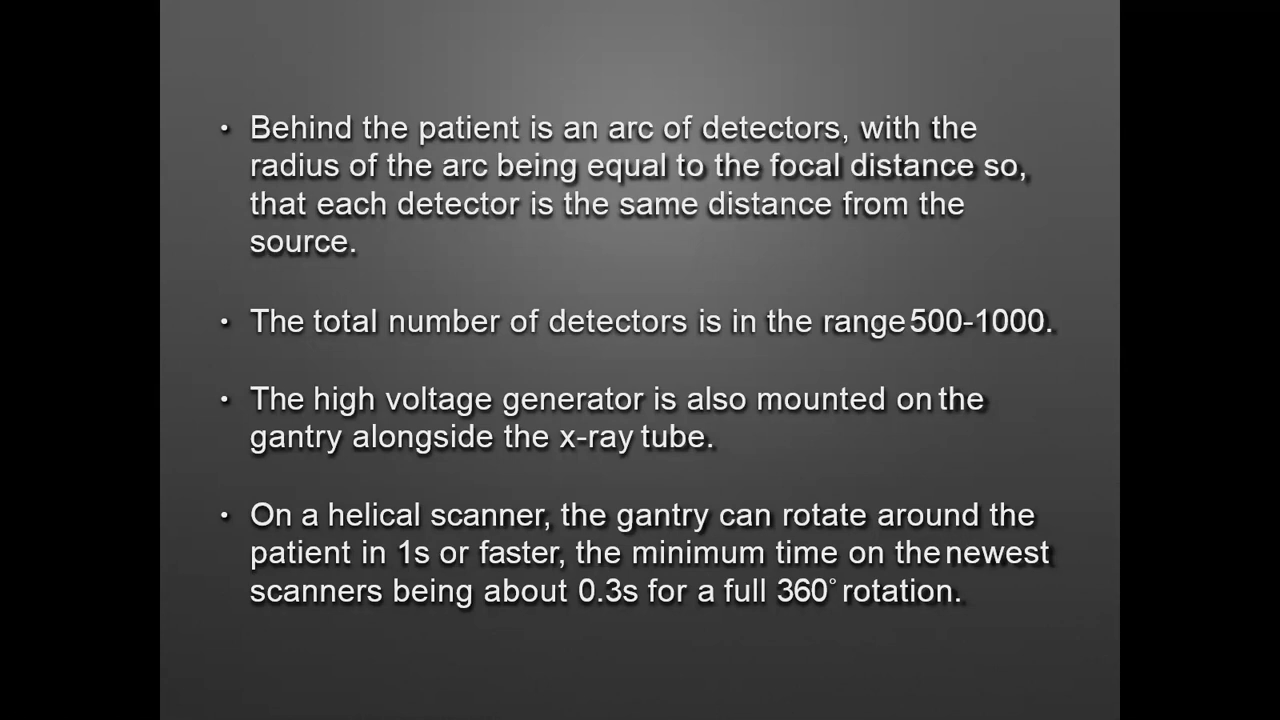 • Behind the patient is an arc of detectors, with the
radius of the arc being equal to the focal distance so,
that each detector is the same distance from the
source.
• The total number of detectors is in the range 500-1000.
• The high voltage generator is also mounted on the
gantry alongside the x-ray tube.
• On a helical scanner, the gantry can rotate around the
patient in 1s or faster, the minimum time on the newest
scanners being about 0.3s for a full 360° rotation.